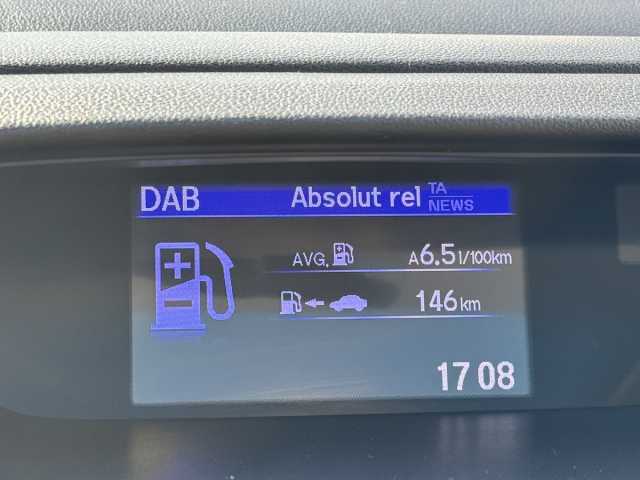 DAB Absolut rel TA
NEWS
AVG. A6.5 l/100km
146 km
17 08